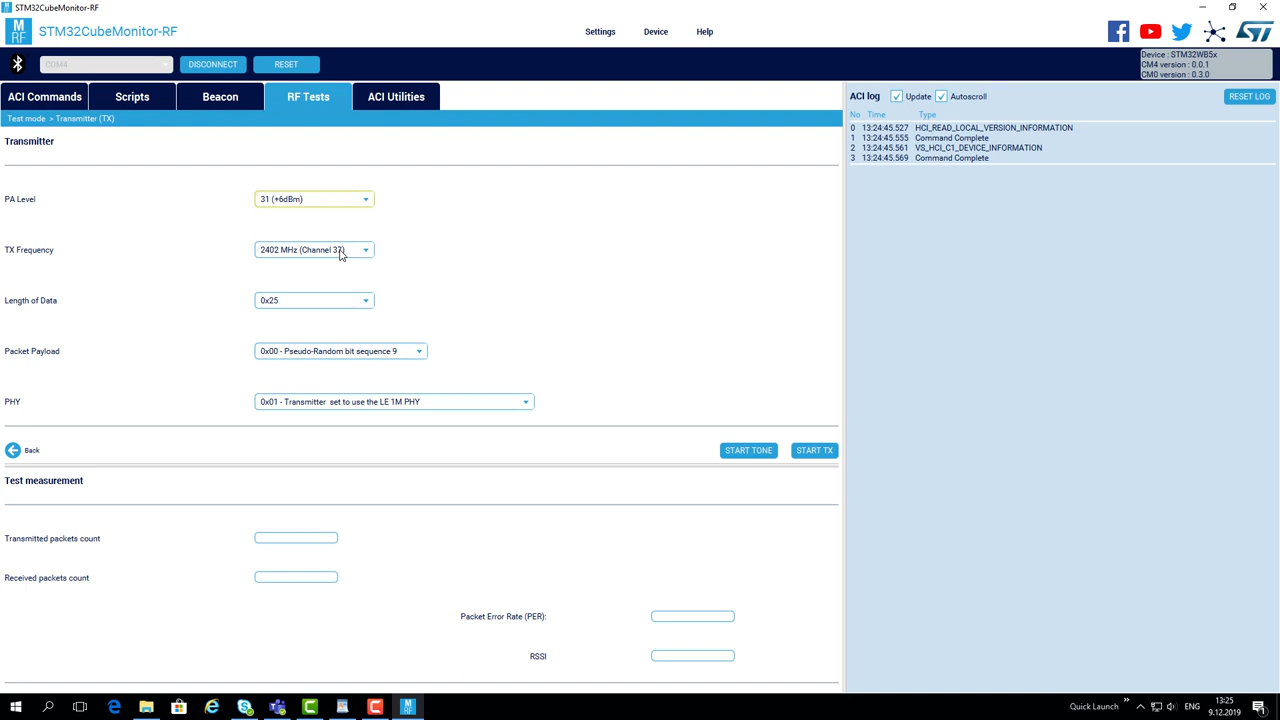 STM32CubeMonitor-RF
M
RF
STM32CubeMonitor-RF
Settings
Device
Help
COM4
DISCONNECT
RESET
Device : STM32WB5x
CM4 version : 0.0.1
CM0 version : 0.3.0
ACI Commands
Scripts
Beacon
RF Tests
ACI Utilities
ACI log
Update
Autoscroll
RESET LOG
Test mode > Transmitter (TX)
No Time Type
0 13:24:45.527 HCI_READ_LOCAL_VERSION_INFORMATION
1 13:24:45.555 Command Complete
2 13:24:45.561 VS_HCI_C1_DEVICE_INFORMATION
3 13:24:45.569 Command Complete
Transmitter
PA Level
31 (+6dBm)
TX Frequency
2402 MHz (Channel 37)
Length of Data
0x25
Packet Payload
0x00 - Pseudo-Random bit sequence 9
PHY
0x01 - Transmitter set to use the LE 1M PHY
Back
START TONE
START TX
Test measurement
Transmitted packets count
Received packets count
Packet Error Rate (PER):
RSSI
Quick Launch
ENG
13:25
9.12.2019